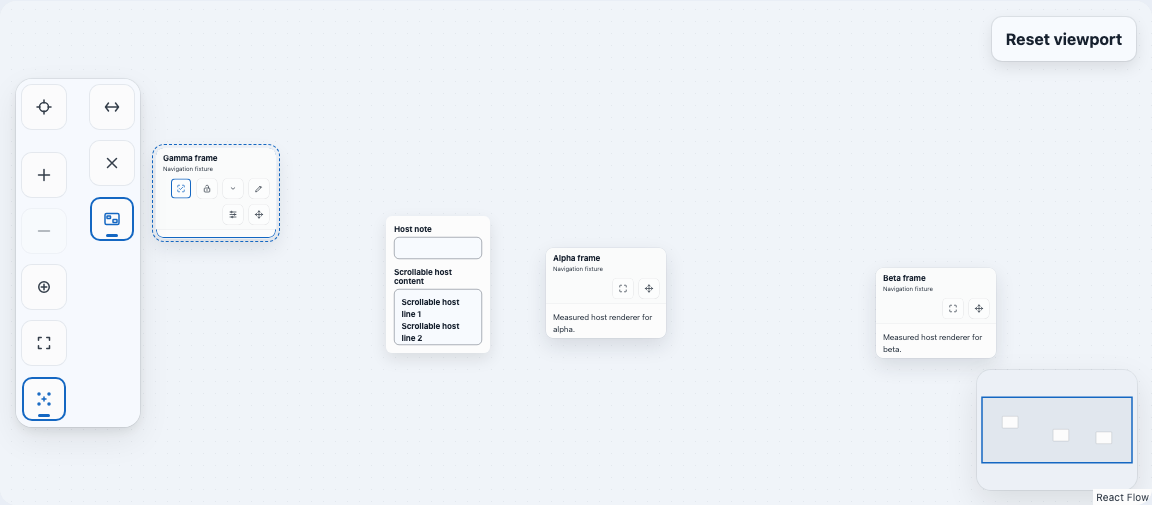 Reset viewport
Gamma frame
Navigation fixture
Host note
Scrollable host
content
Scrollable host
line 1
Scrollable host
line 2
Alpha frame
Navigation fixture
Measured host renderer for
alpha.
Beta frame
Navigation fixture
Measured host renderer for
beta.
React Flow